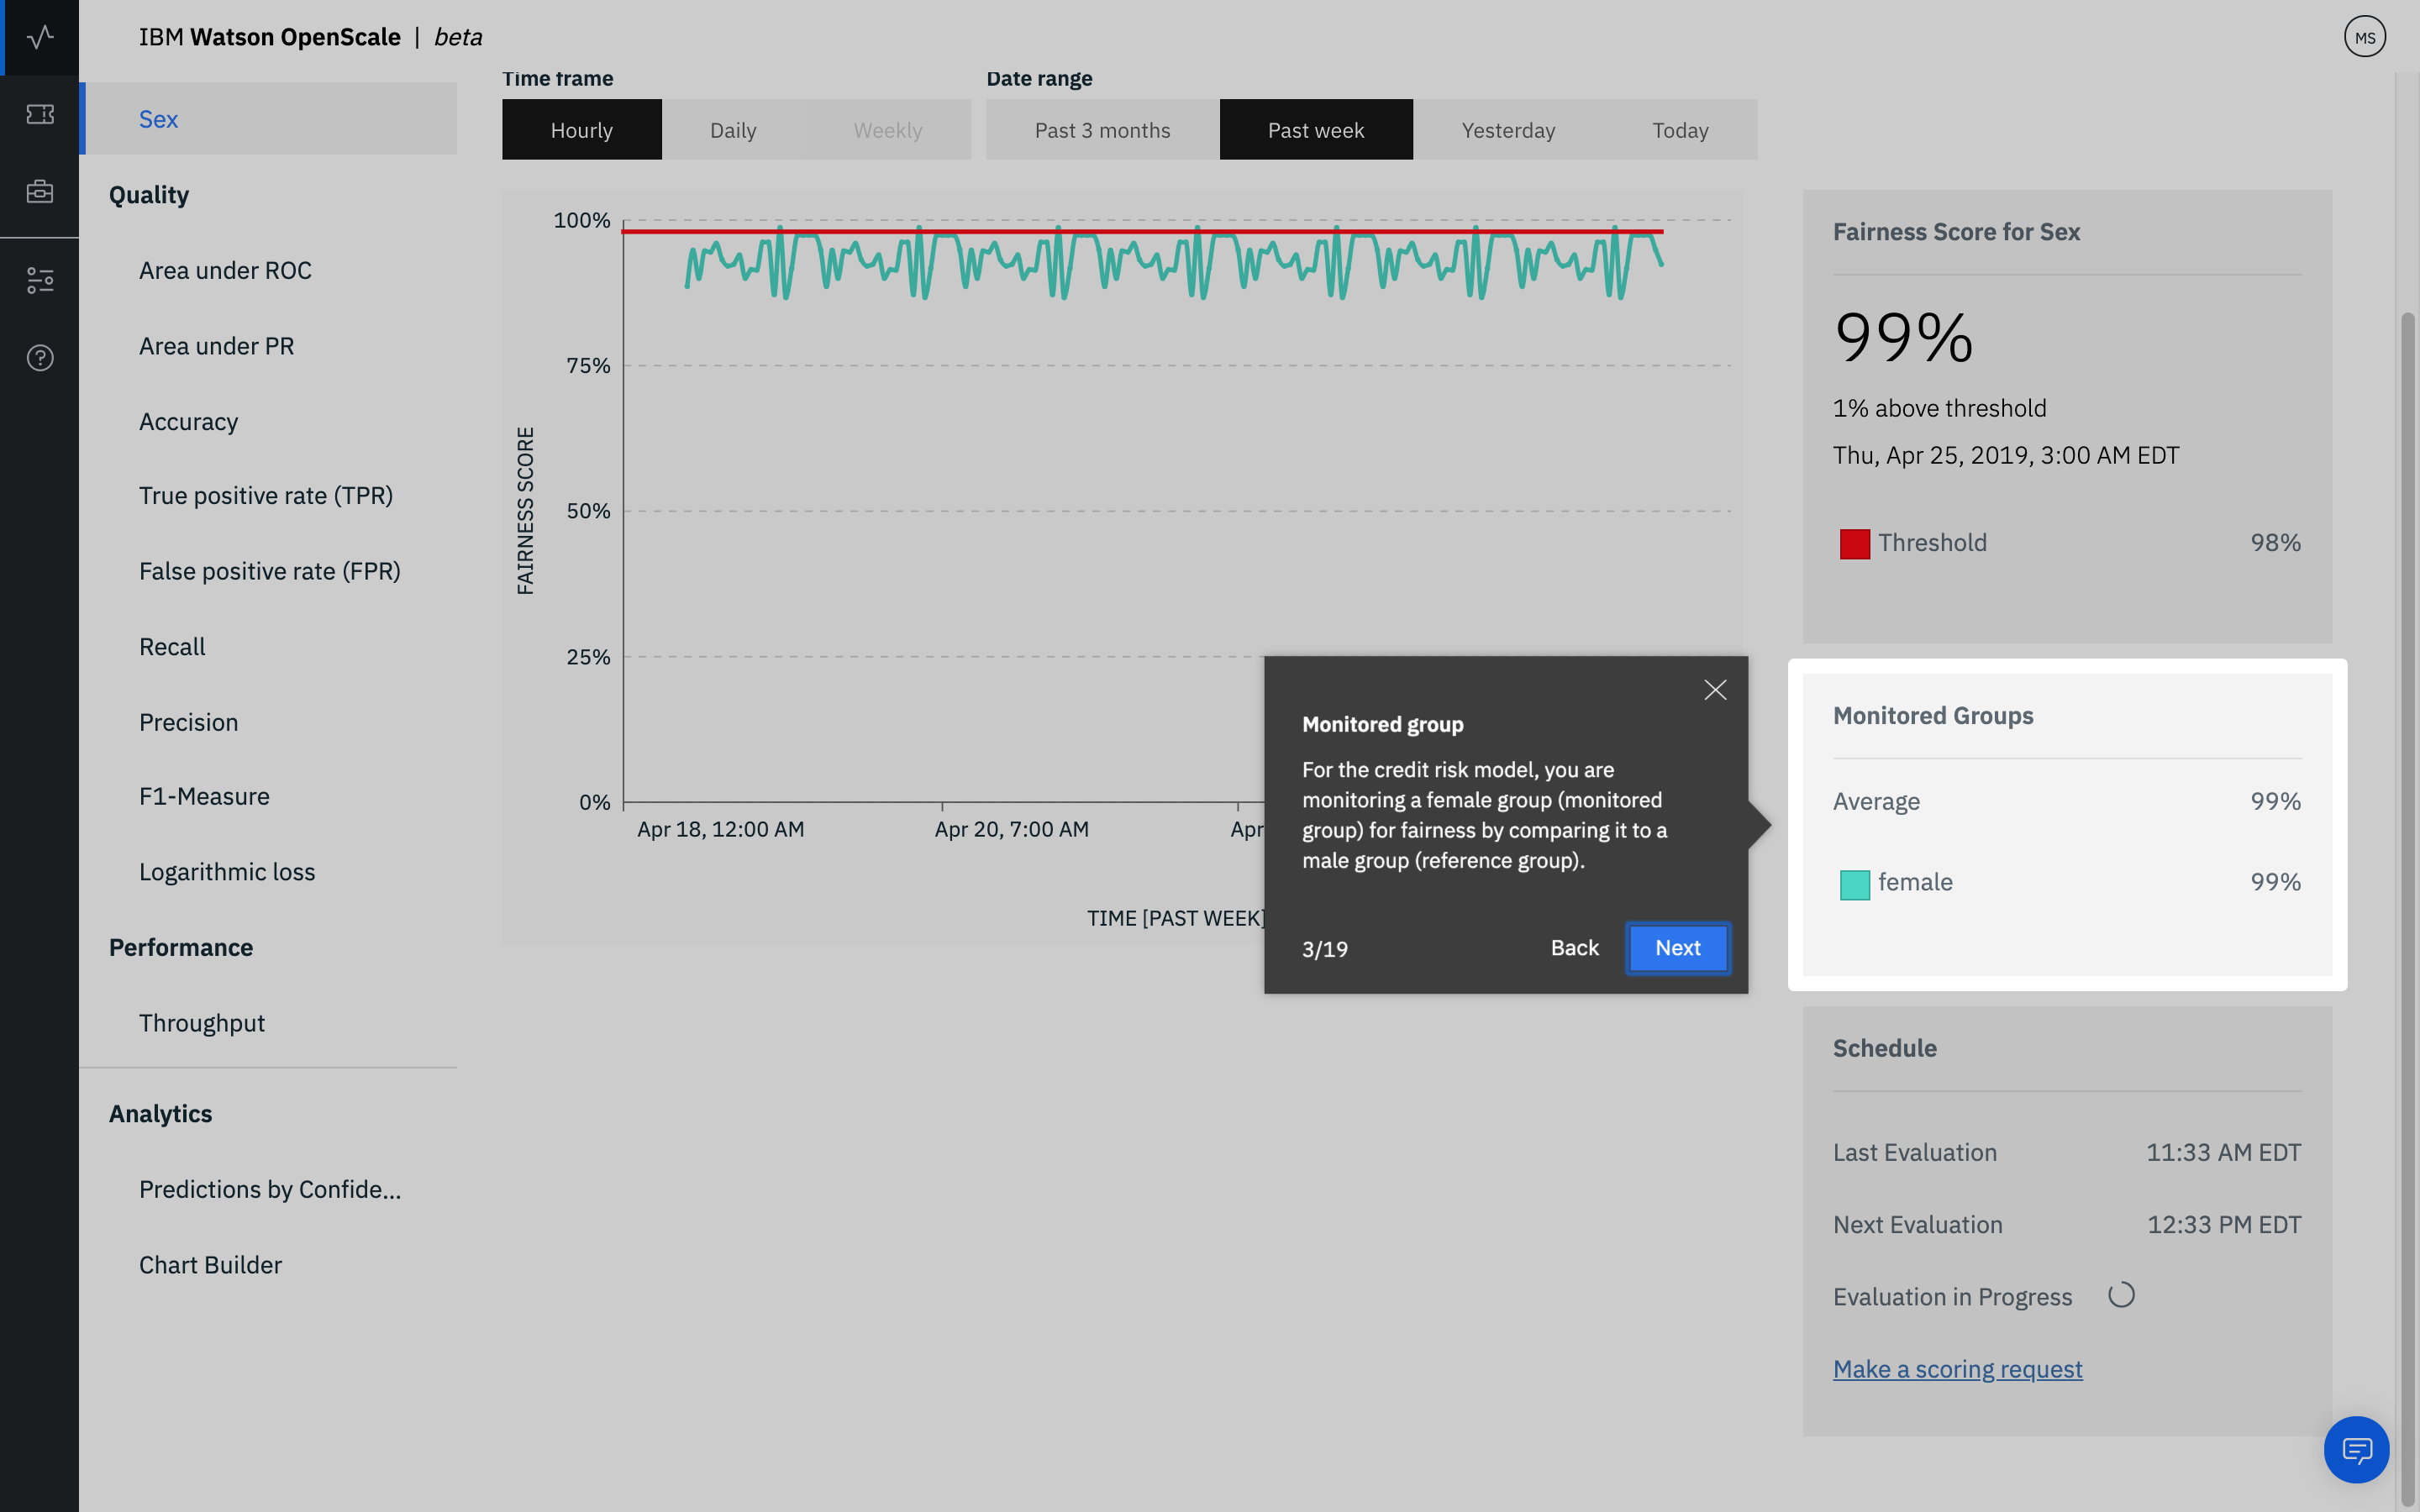 IBM Watson OpenScale | beta
MS
Sex
Quality
Area under ROC
Area under PR
Accuracy
True positive rate (TPR)
False positive rate (FPR)
Recall
Precision
F1-Measure
Logarithmic loss
Performance
Throughput
Analytics
Predictions by Confide...
Chart Builder
Time frame
Hourly Daily Weekly
Date range
Past 3 months Past week Yesterday Today
FAIRNESS SCORE
100%
75%
50%
25%
0%
Apr 18, 12:00 AM Apr 20, 7:00 AM Apr
TIME [PAST WEEK]
Monitored group
For the credit risk model, you are
monitoring a female group (monitored
group) for fairness by comparing it to a
male group (reference group).
3/19 Back Next
Fairness Score for Sex
99%
1% above threshold
Thu, Apr 25, 2019, 3:00 AM EDT
Threshold 98%
Monitored Groups
Average 99%
female 99%
Schedule
Last Evaluation 11:33 AM EDT
Next Evaluation 12:33 PM EDT
Evaluation in Progress
Make a scoring request